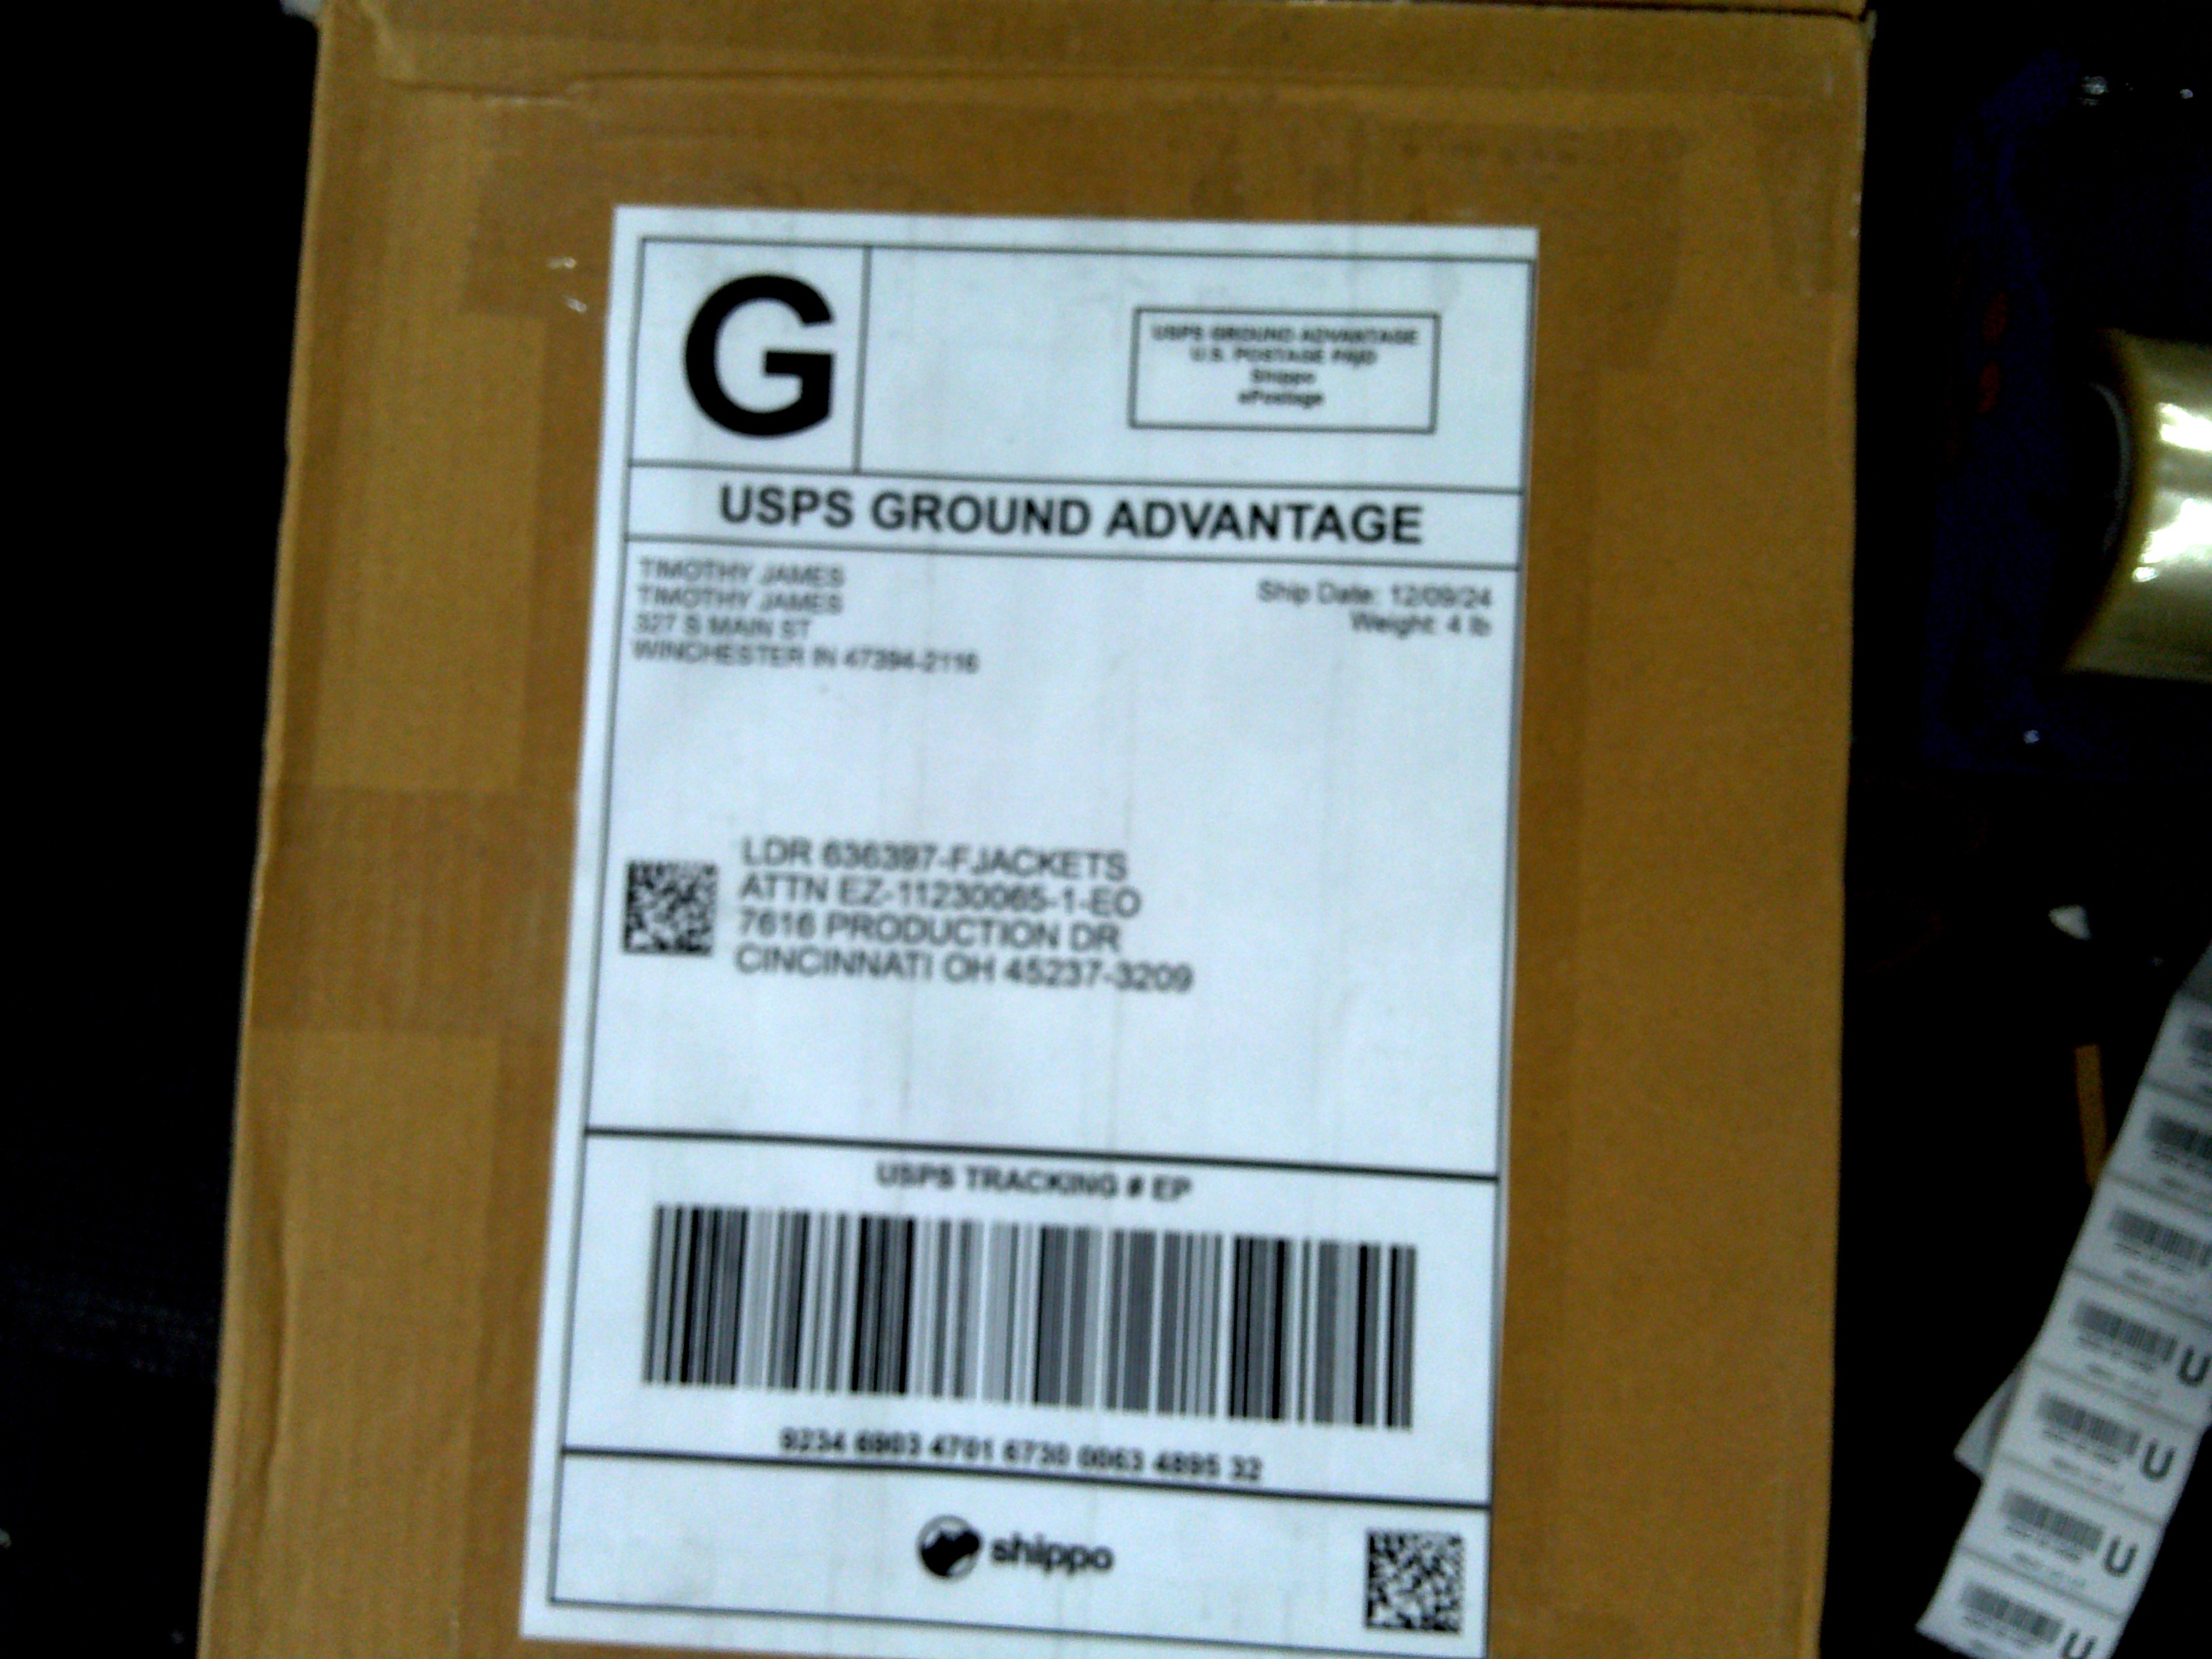 G
USPS GROUND ADVANTAGE
U.S. POSTAGE PAID
Shippo
ePostage
USPS GROUND ADVANTAGE
TIMOTHY JAMES
TIMOTHY JAMES
327 S MAIN ST
WINCHESTER IN 47394-2116
Ship Date: 12/09/24
Weight: 4 lb
LDR 636397-FJACKETS
ATTN EZ-11230065-1-EO
7616 PRODUCTION DR
CINCINNATI OH 45237-3209
USPS TRACKING # EP
9234 6903 4701 6730 0063 4895 32
shippo
U
U
U
U